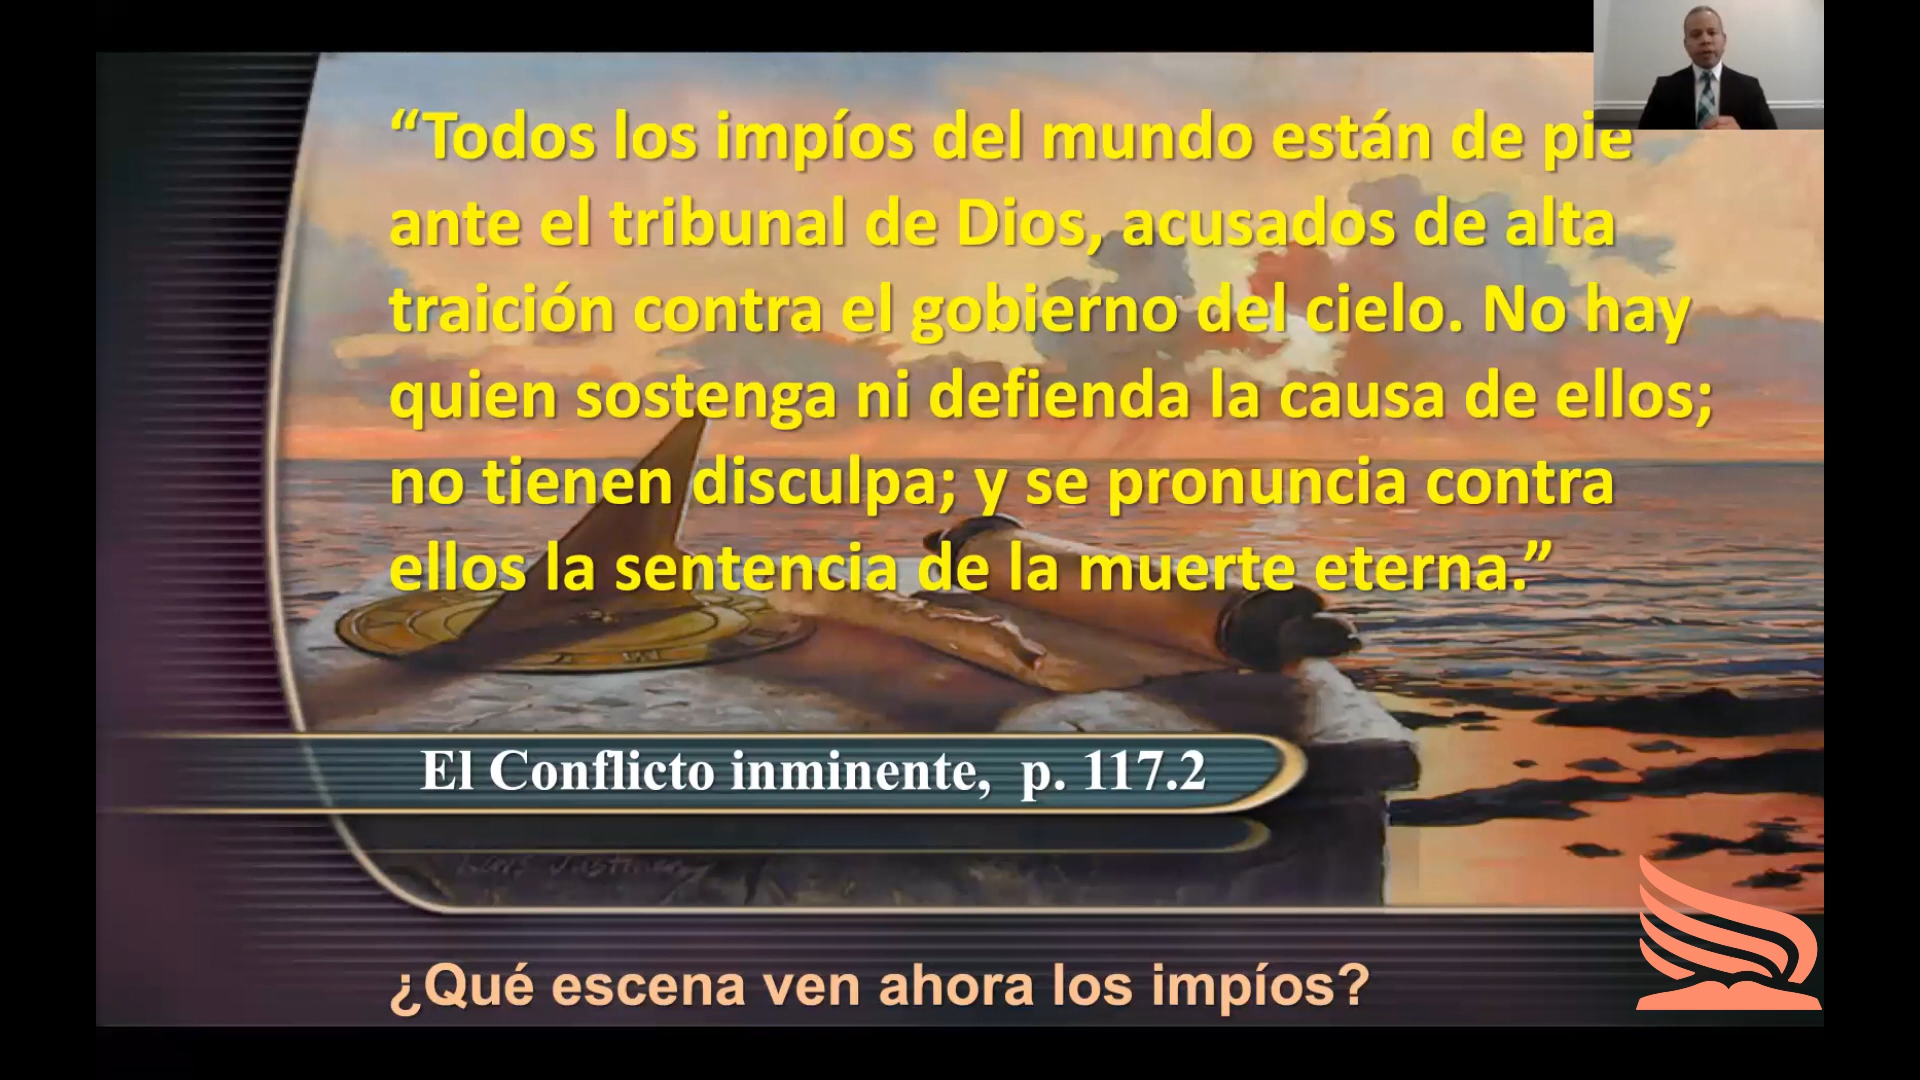 “Todos los impíos del mundo están de pie
ante el tribunal de Dios, acusados de alta
traición contra el gobierno del cielo. No hay
quien sostenga ni defienda la causa de ellos;
no tienen disculpa; y se pronuncia contra
ellos la sentencia de la muerte eterna.”
El Conflicto inminente, p. 117.2
¿Qué escena ven ahora los impíos?